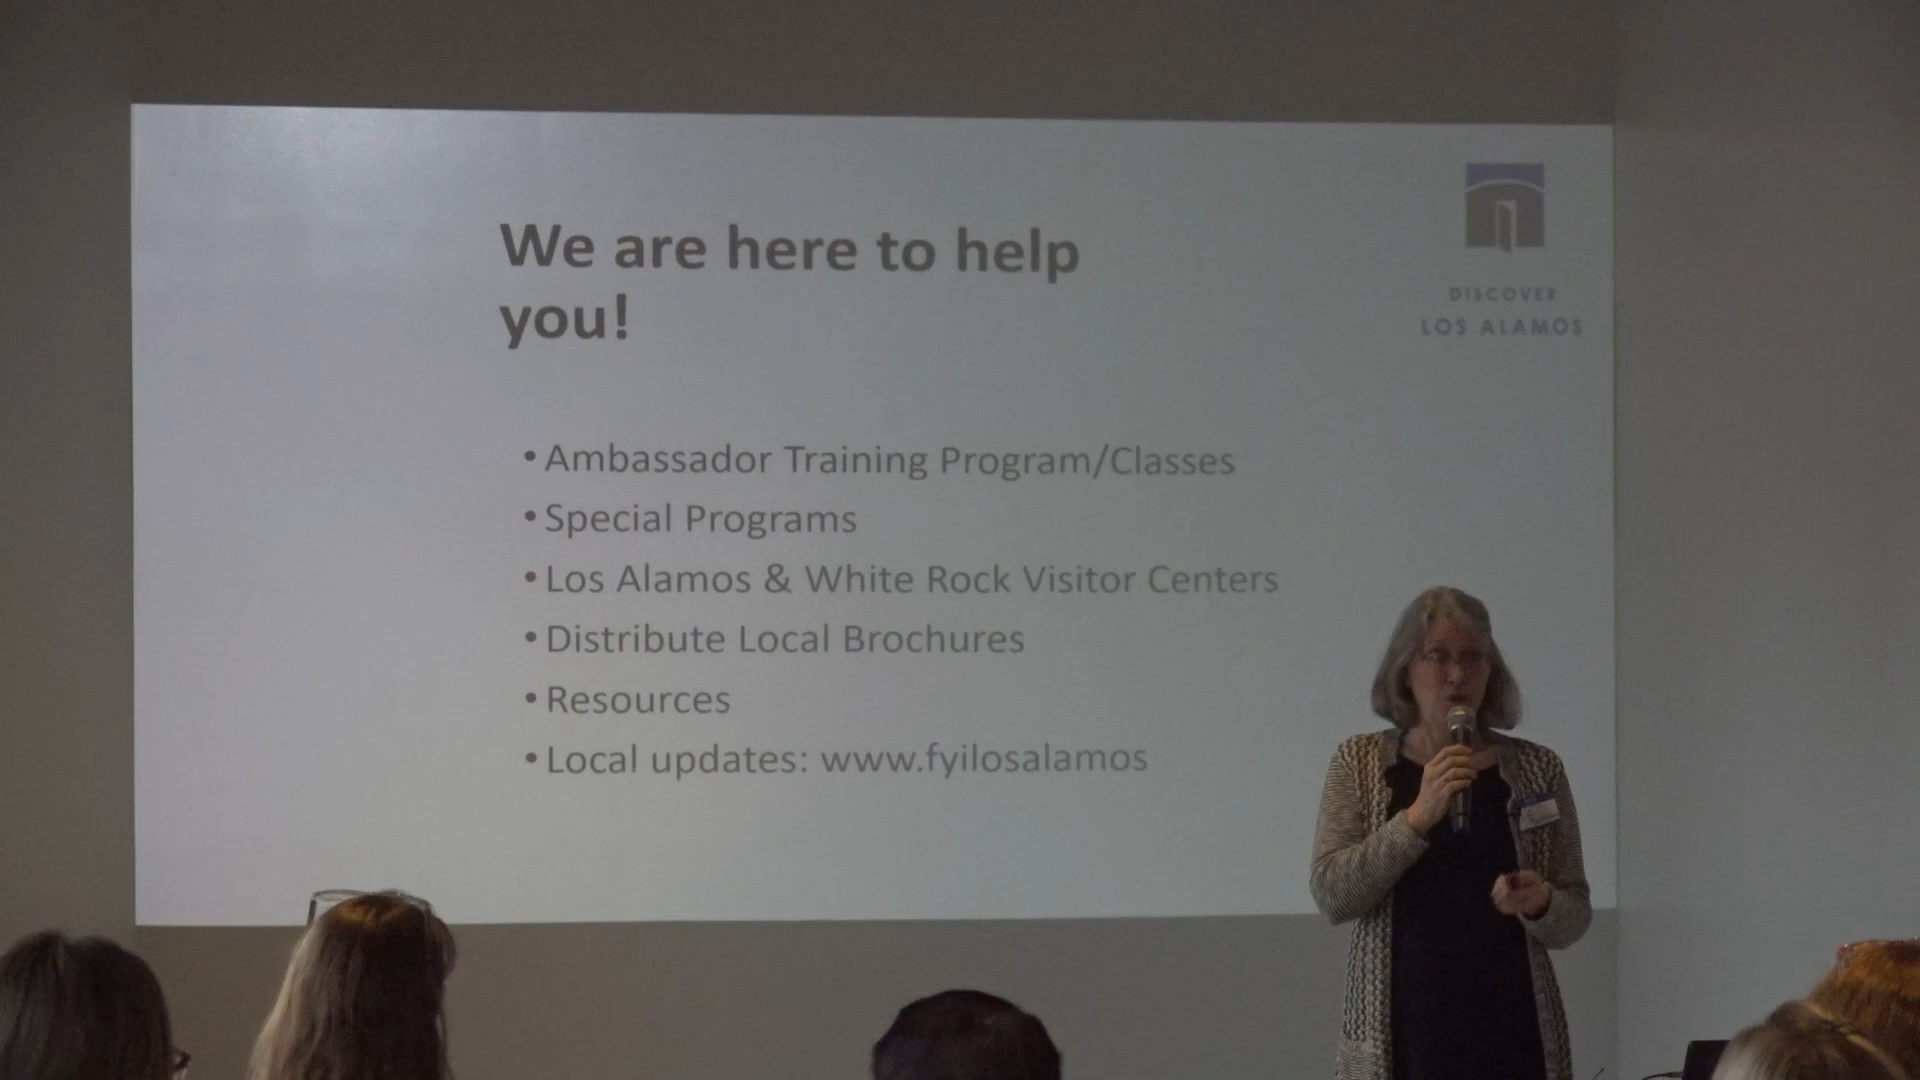 We are here to help
you!
DISCOVER
LOS ALAMOS
• Ambassador Training Program/Classes
• Special Programs
• Los Alamos & White Rock Visitor Centers
• Distribute Local Brochures
• Resources
• Local updates: www.fyilosalamos